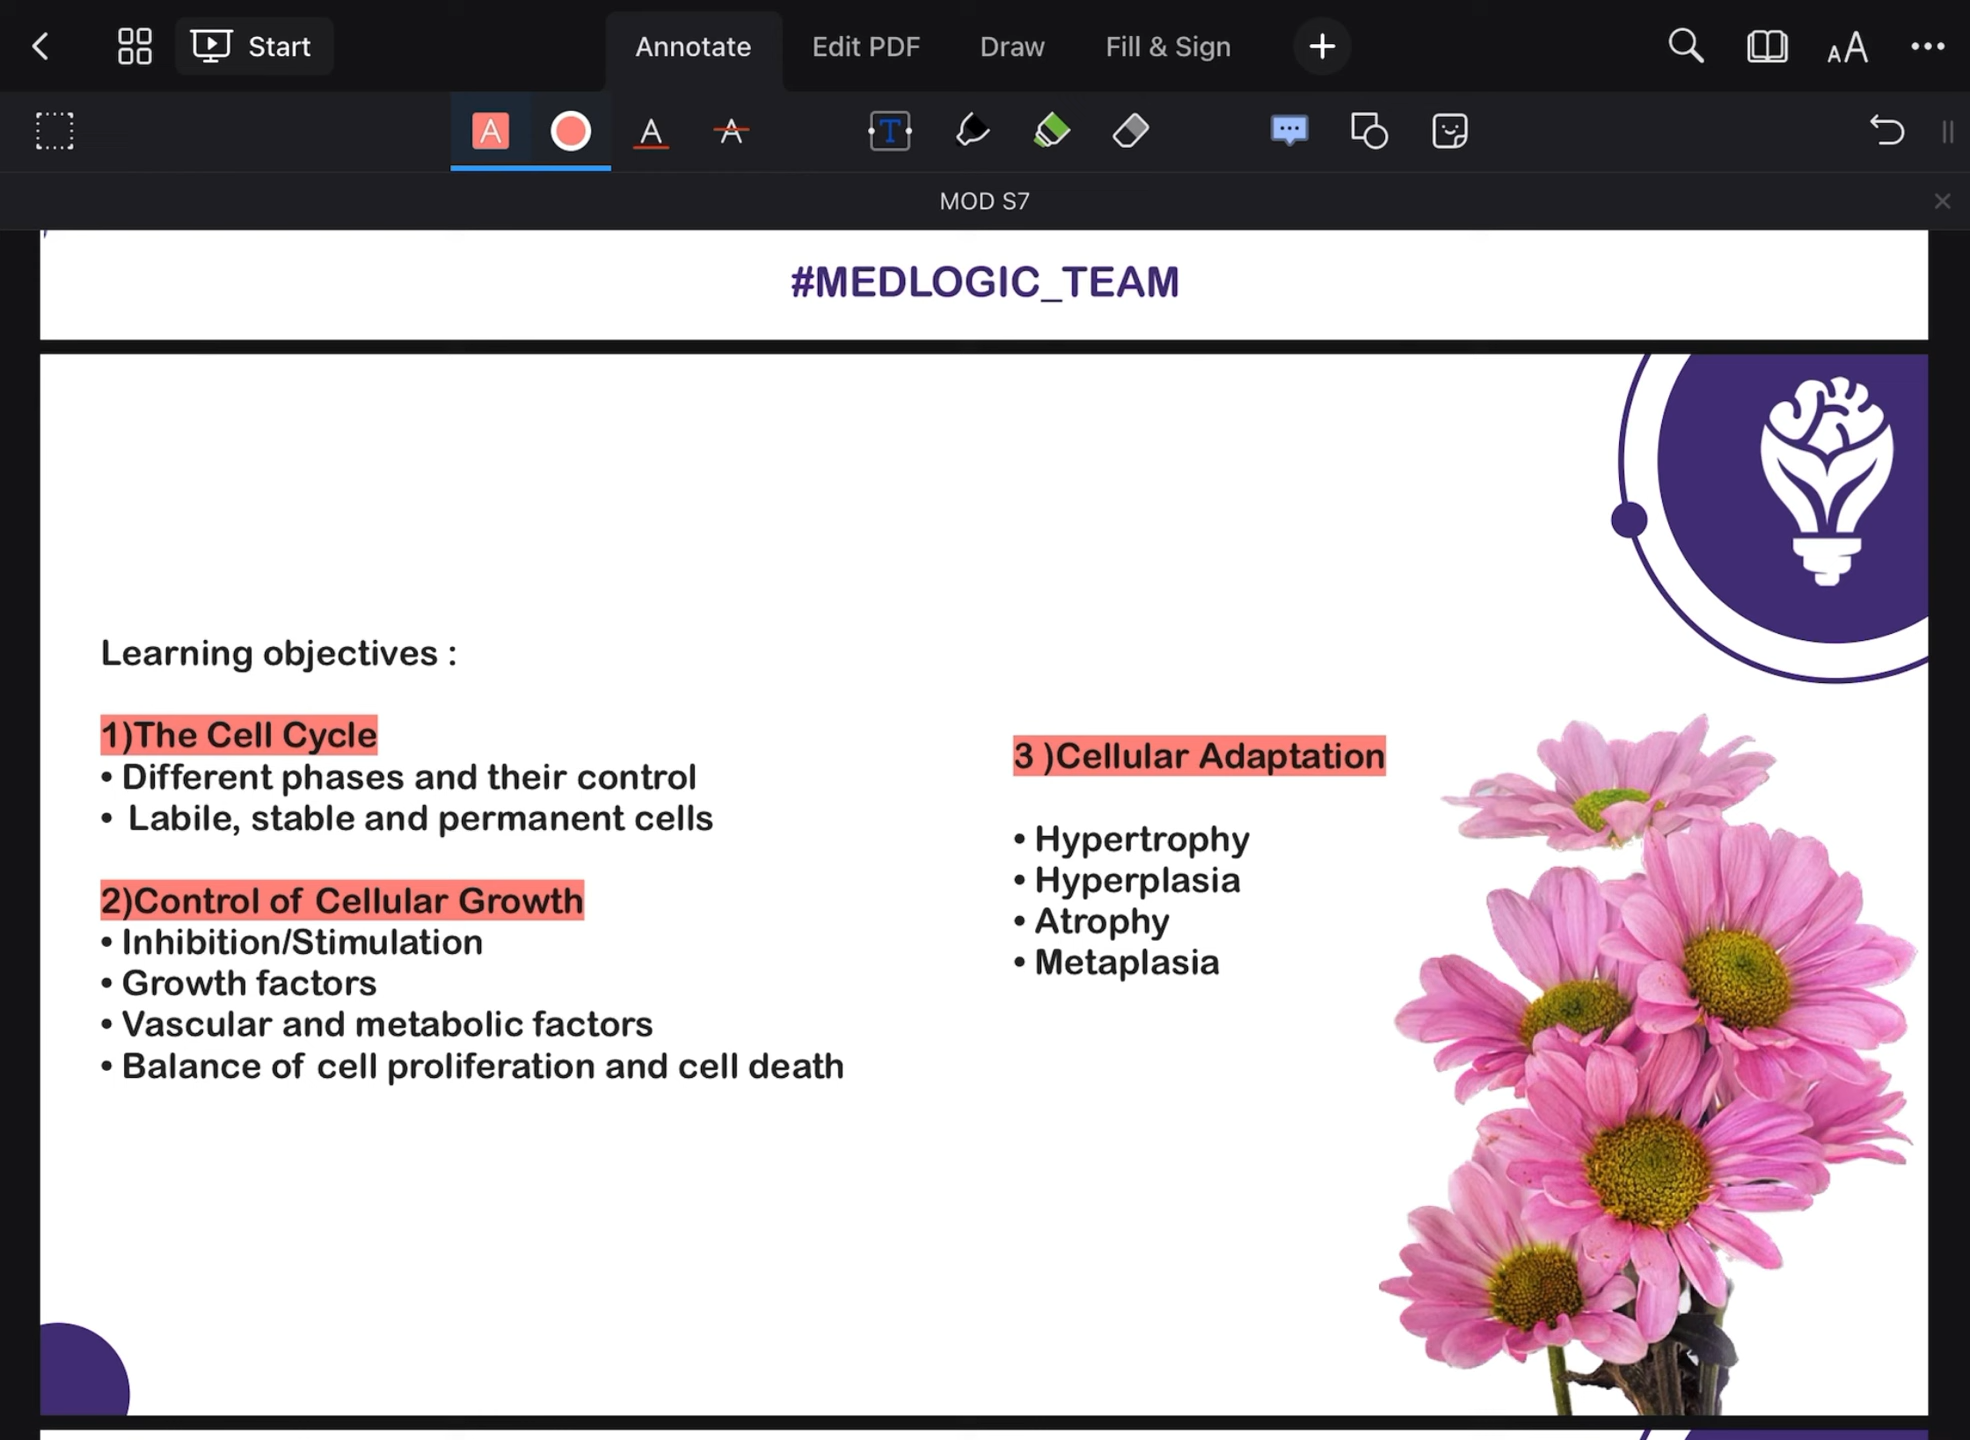 Start
Annotate
Edit PDF
Draw
Fill & Sign
AA
A
A
A
T
MOD S7
#MEDLOGIC_TEAM
Learning objectives :
1)The Cell Cycle
• Different phases and their control
• Labile, stable and permanent cells
2)Control of Cellular Growth
• Inhibition/Stimulation
• Growth factors
• Vascular and metabolic factors
• Balance of cell proliferation and cell death
3 )Cellular Adaptation
• Hypertrophy
• Hyperplasia
• Atrophy
• Metaplasia